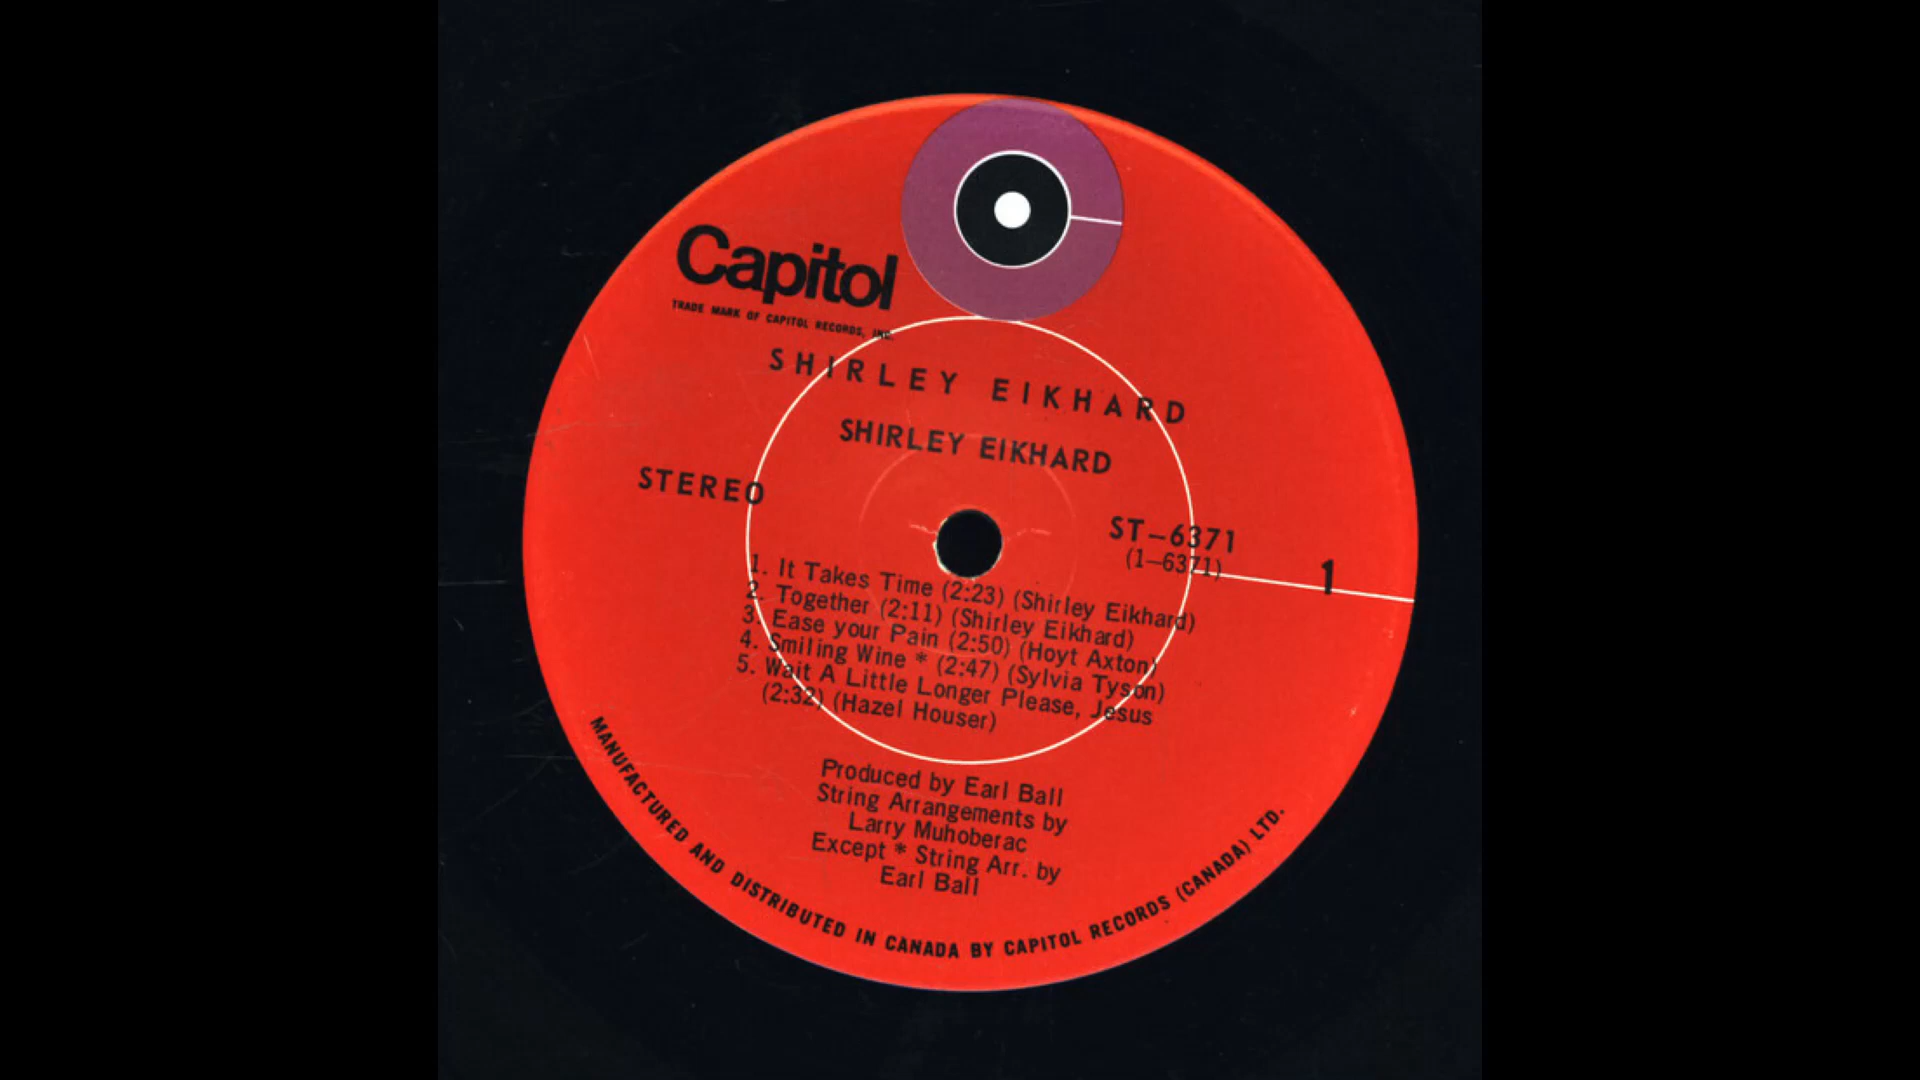 Capitol
TRADE MARK OF CAPITOL RECORDS, INC.
SHIRLEY EIKHARD
SHIRLEY EIKHARD
STEREO
ST-6371
(1-6371)
1
1. It Takes Time (2:23) (Shirley Eikhard)
2. Together (2:11) (Shirley Eikhard)
3. Ease your Pain (2:50) (Hoyt Axton)
4. Smiling Wine * (2:47) (Sylvia Tyson)
5. Wait A Little Longer Please, Jesus
(2:32) (Hazel Houser)
Produced by Earl Ball
String Arrangements by
Larry Muhoberac
Except * String Arr. by
Earl Ball
MANUFACTURED AND DISTRIBUTED IN CANADA BY CAPITOL RECORDS (CANADA) LTD.